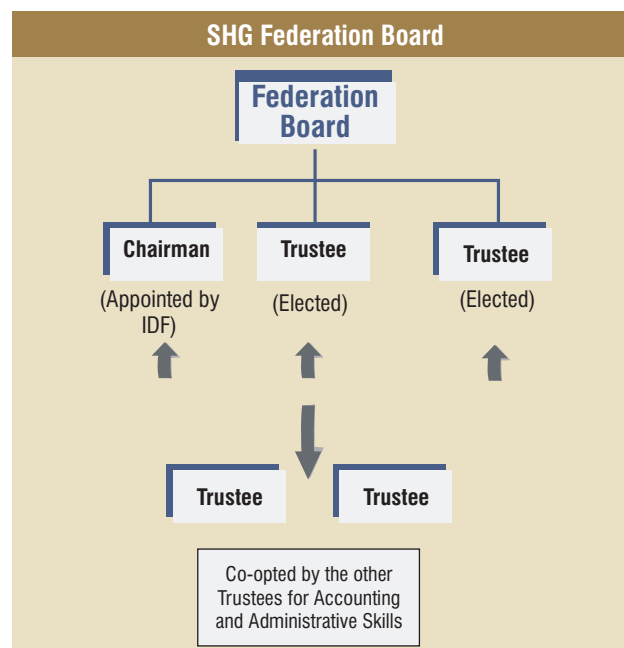 SHG Federation Board
Federation
Board
Chairman
(Appointed by
IDF)
Trustee
(Elected)
Trustee
(Elected)
Trustee
Trustee
Co-opted by the other
Trustees for Accounting
and Administrative Skills